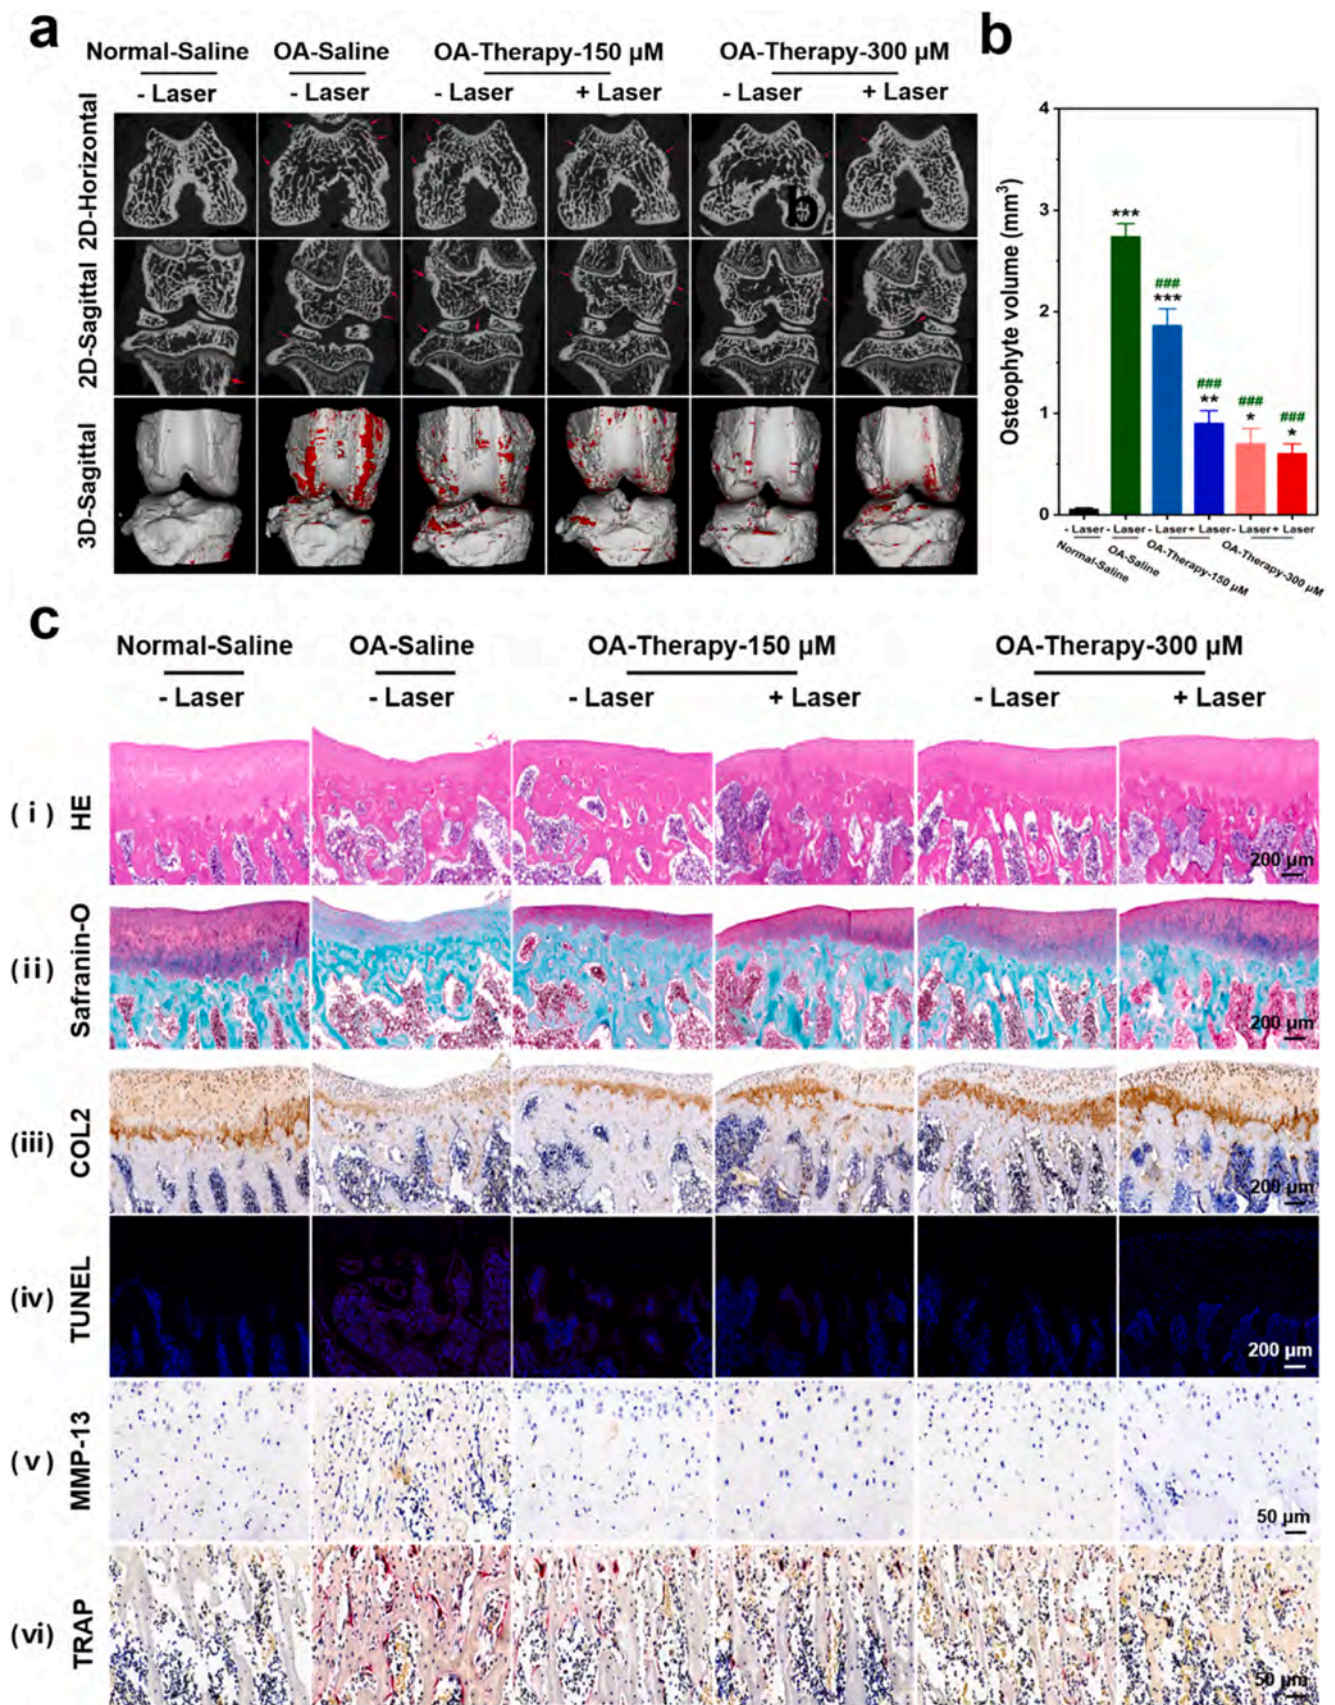 a
Normal-Saline OA-Saline OA-Therapy-150 μM OA-Therapy-300 μM
- Laser - Laser - Laser + Laser - Laser + Laser
2D-Horizontal
b
2D-Sagittal
3D-Sagittal
b
Osteophyte volume (mm³)
4
3
2
1
0
***
###
***
###
**
###
*
###
*
- Laser - Laser - Laser + Laser - Laser + Laser
Normal-Saline OA-Saline OA-Therapy-150 μM OA-Therapy-300 μM
c
Normal-Saline OA-Saline OA-Therapy-150 μM OA-Therapy-300 μM
- Laser - Laser - Laser + Laser - Laser + Laser
(i) HE
200 μm
(ii) Safranin-O
200 μm
(iii) COL2
200 μm
(iv) TUNEL
200 μm
(v) MMP-13
50 μm
(vi) TRAP
50 μm